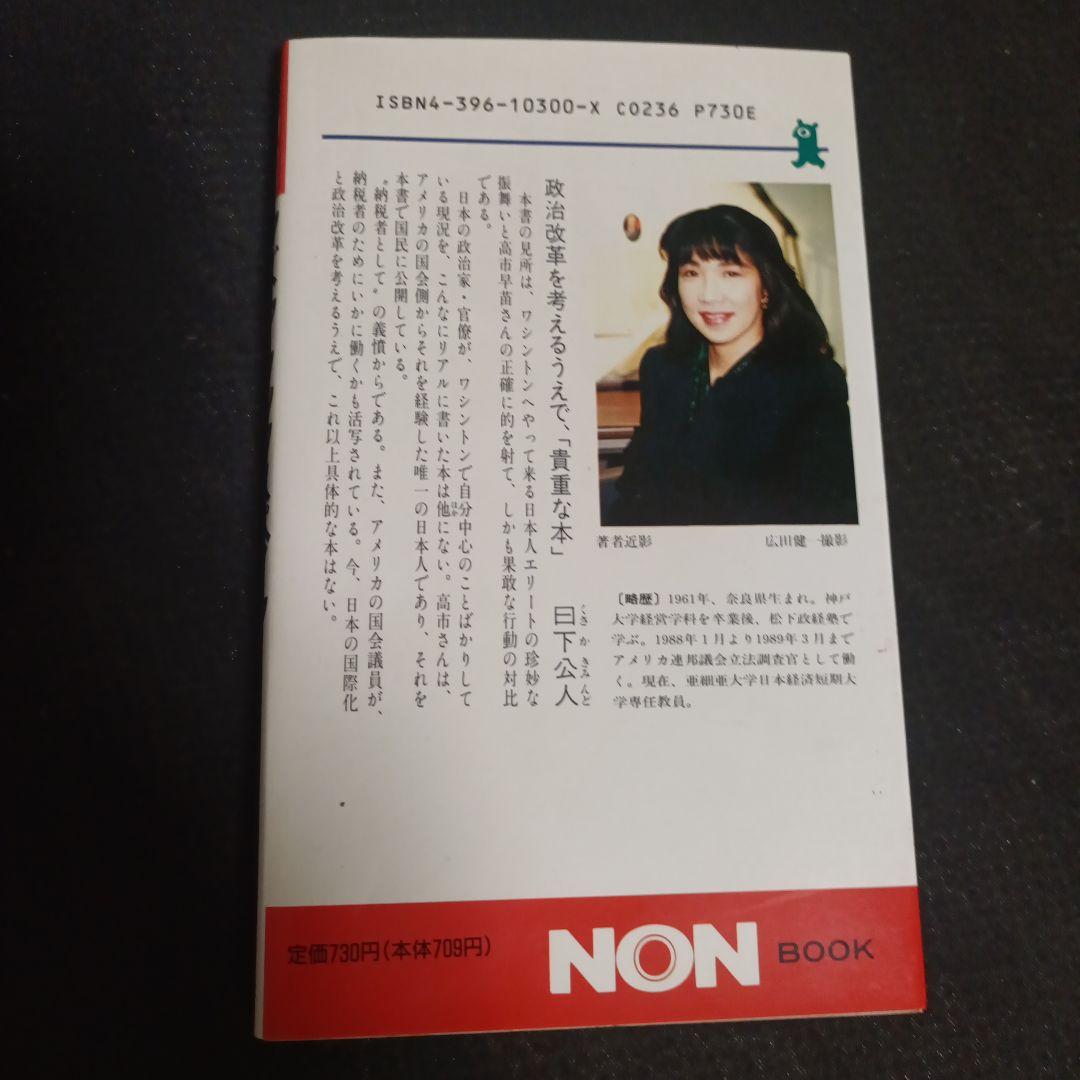 ISBN4-396-10300-X C0236 P730E
政治改革を考えるうえで、「貴重な本」
日下公人
くさかきみんど
本書の見所は、ワシントンへやって来る日本人エリートの珍妙な
振舞いと高市早苗さんの正確に的を射て、しかも果敢な行動の対比
である。
日本の政治家・官僚が、ワシントンで自分中心のことばかりして
いる現況を、こんなにリアルに書いた本は他にない。高市さんは、
ほか
アメリカの国会側からそれを経験した唯一の日本人であり、それを
本書で国民に公開している。
〝納税者として〟の義憤からである。また、アメリカの国会議員が、
納税者のためにいかに働くかも活写されている。今、日本の国際化
と政治改革を考えるうえで、これ以上具体的な本はない。
著者近影
広田健一撮影
〔略歴〕1961年、奈良県生まれ。神戸
大学経営学科を卒業後、松下政経塾で
学ぶ。1988年1月より1989年3月まで
アメリカ連邦議会立法調査官として働
く。現在、亜細亜大学日本経済短期大
学専任教員。
定価730円(本体709円)
NON BOOK